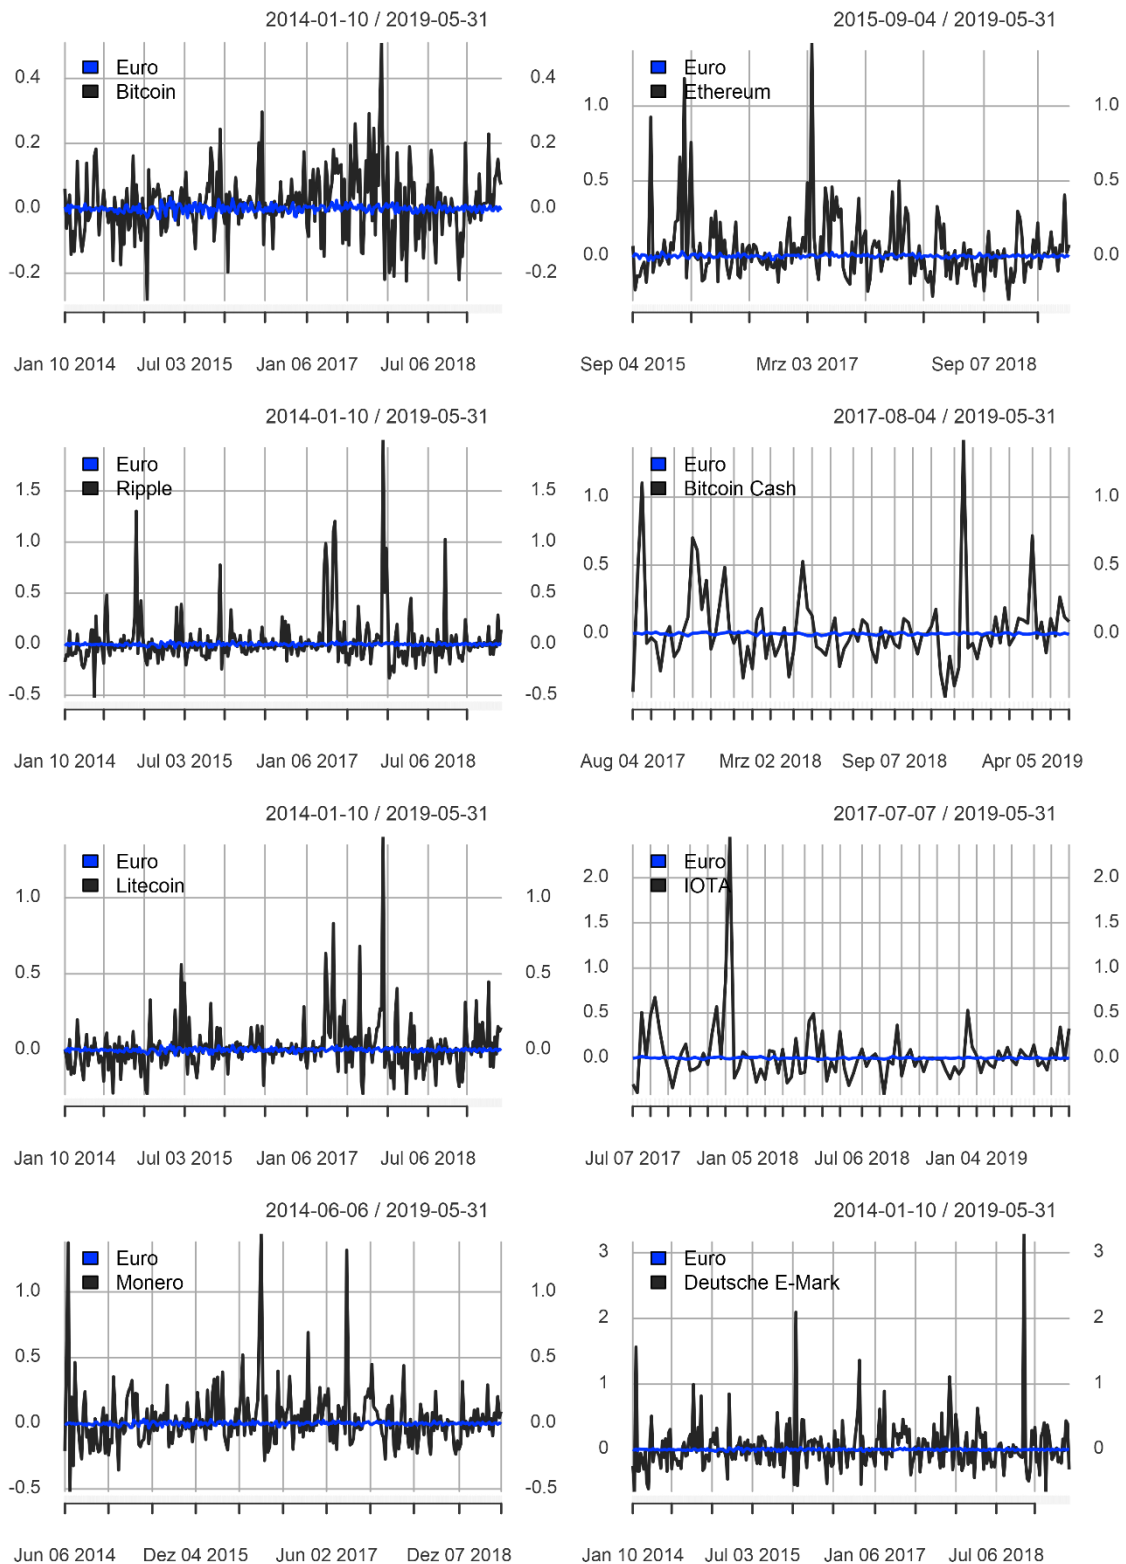 2014-01-10 / 2019-05-31
Euro
Bitcoin
0.4 0.4
0.2 0.2
0.0 0.0
-0.2 -0.2
Jan 10 2014 Jul 03 2015 Jan 06 2017 Jul 06 2018
2015-09-04 / 2019-05-31
Euro
Ethereum
1.0 1.0
0.5 0.5
0.0 0.0
Sep 04 2015 Mrz 03 2017 Sep 07 2018
2014-01-10 / 2019-05-31
Euro
Ripple
1.5 1.5
1.0 1.0
0.5 0.5
0.0 0.0
-0.5 -0.5
Jan 10 2014 Jul 03 2015 Jan 06 2017 Jul 06 2018
2017-08-04 / 2019-05-31
Euro
Bitcoin Cash
1.0 1.0
0.5 0.5
0.0 0.0
Aug 04 2017 Mrz 02 2018 Sep 07 2018 Apr 05 2019
2014-01-10 / 2019-05-31
Euro
Litecoin
1.0 1.0
0.5 0.5
0.0 0.0
Jan 10 2014 Jul 03 2015 Jan 06 2017 Jul 06 2018
2017-07-07 / 2019-05-31
Euro
IOTA
2.0 2.0
1.5 1.5
1.0 1.0
0.5 0.5
0.0 0.0
Jul 07 2017 Jan 05 2018 Jul 06 2018 Jan 04 2019
2014-06-06 / 2019-05-31
Euro
Monero
1.0 1.0
0.5 0.5
0.0 0.0
-0.5 -0.5
Jun 06 2014 Dez 04 2015 Jun 02 2017 Dez 07 2018
2014-01-10 / 2019-05-31
Euro
Deutsche E-Mark
3 3
2 2
1 1
0 0
Jan 10 2014 Jul 03 2015 Jan 06 2017 Jul 06 2018